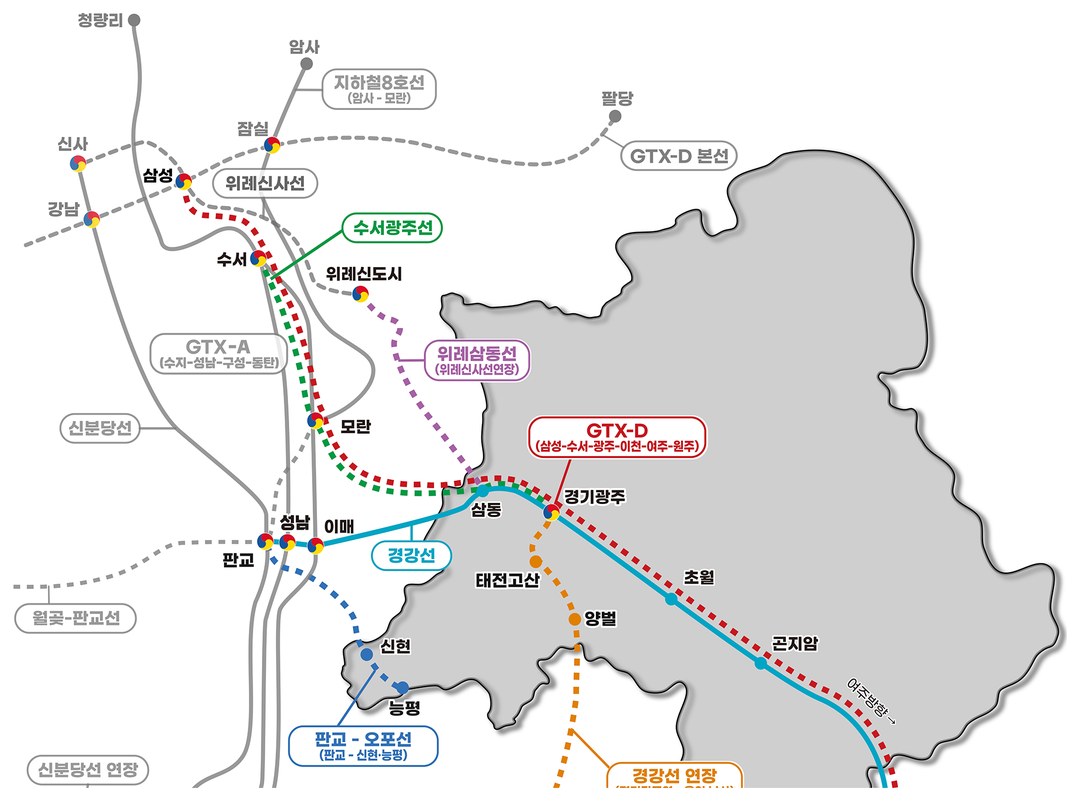 청량리
암사
지하철8호선
(암사 - 모란)
팔당
잠실
신사
GTX-D 본선
삼성
위례신사선
강남
수서광주선
수서
위례신도시
GTX-A
(수지-성남-구성-동탄)
위례삼동선
(위례신사선연장)
신분당선
모란
GTX-D
(삼성-수서-광주-이천-여주-원주)
경기광주
삼동
성남
이매
판교
경강선
태전고산
초월
월곶-판교선
양벌
곤지암
신현
여주방향→
능평
판교 - 오포선
(판교 - 신현·능평)
신분당선 연장
경강선 연장